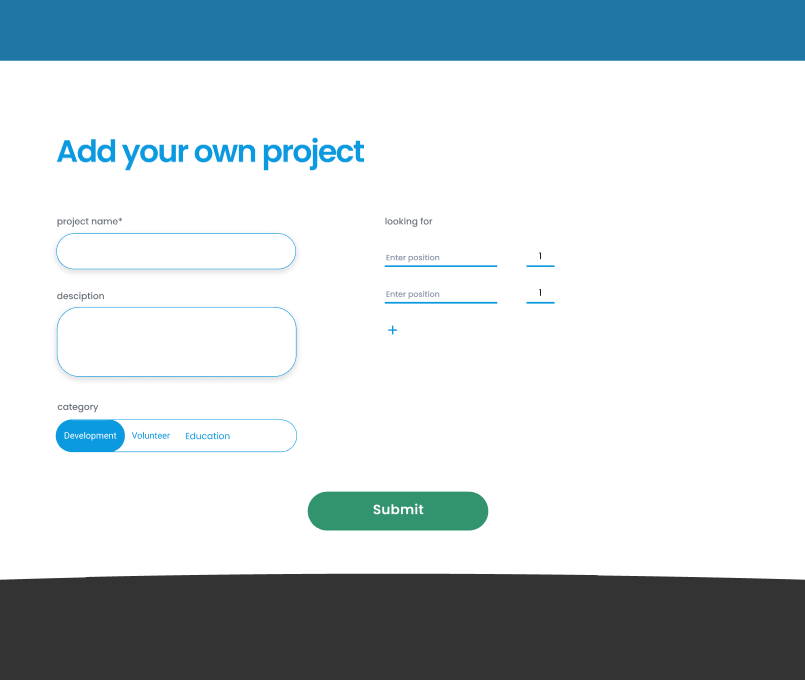 Add your own project
project name*
desciption
category
Development Volunteer Education
looking for
Enter position 1
Enter position 1
+
Submit